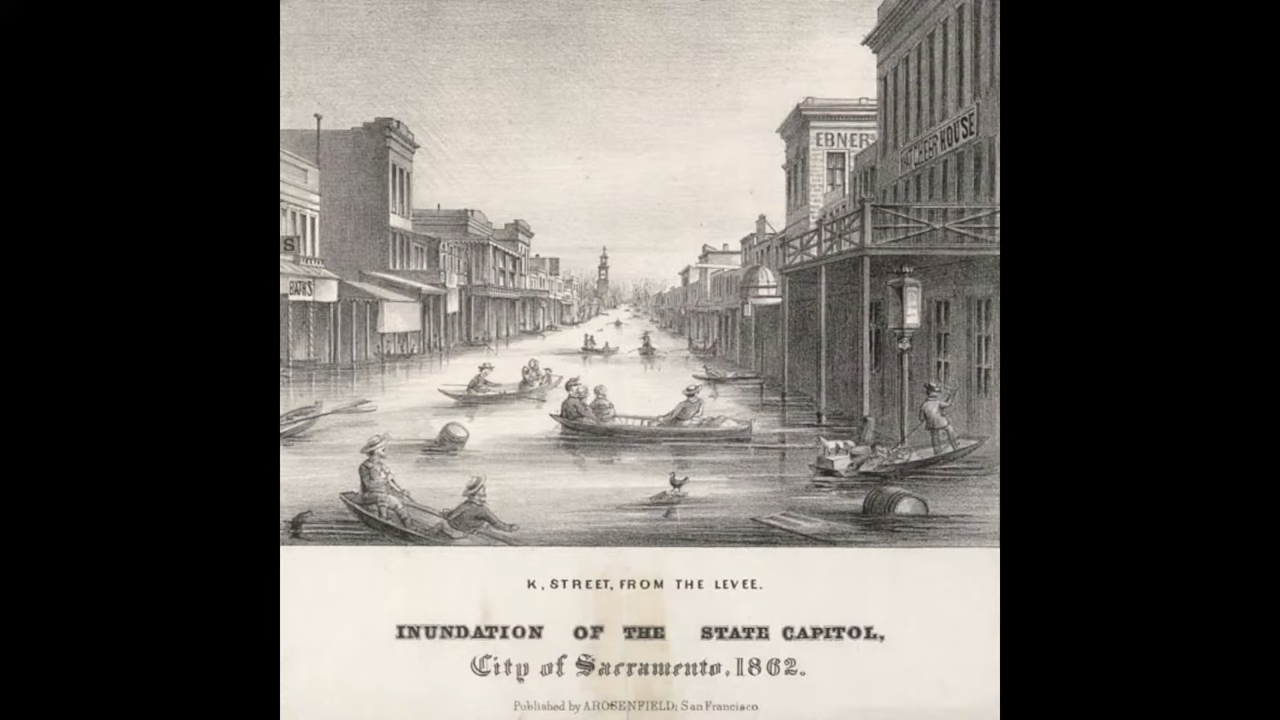 EBNER'S
WHAT CHEER HOUSE
S
BATHS
K, STREET, FROM THE LEVEE.
INUNDATION OF THE STATE CAPITOL,
City of Sacramento, 1862.
Published by A.ROSENFIELD; San Francisco.